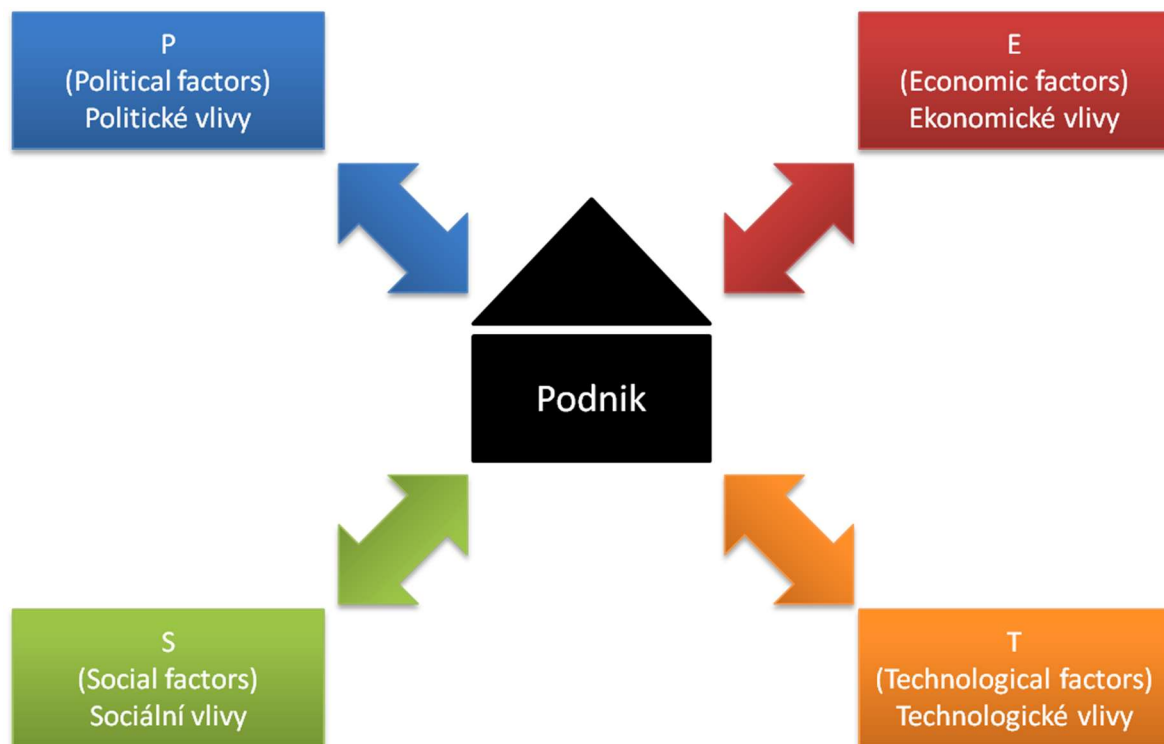 P
(Political factors)
Politické vlivy
E
(Economic factors)
Ekonomické vlivy
Podnik
S
(Social factors)
Sociální vlivy
T
(Technological factors)
Technologické vlivy